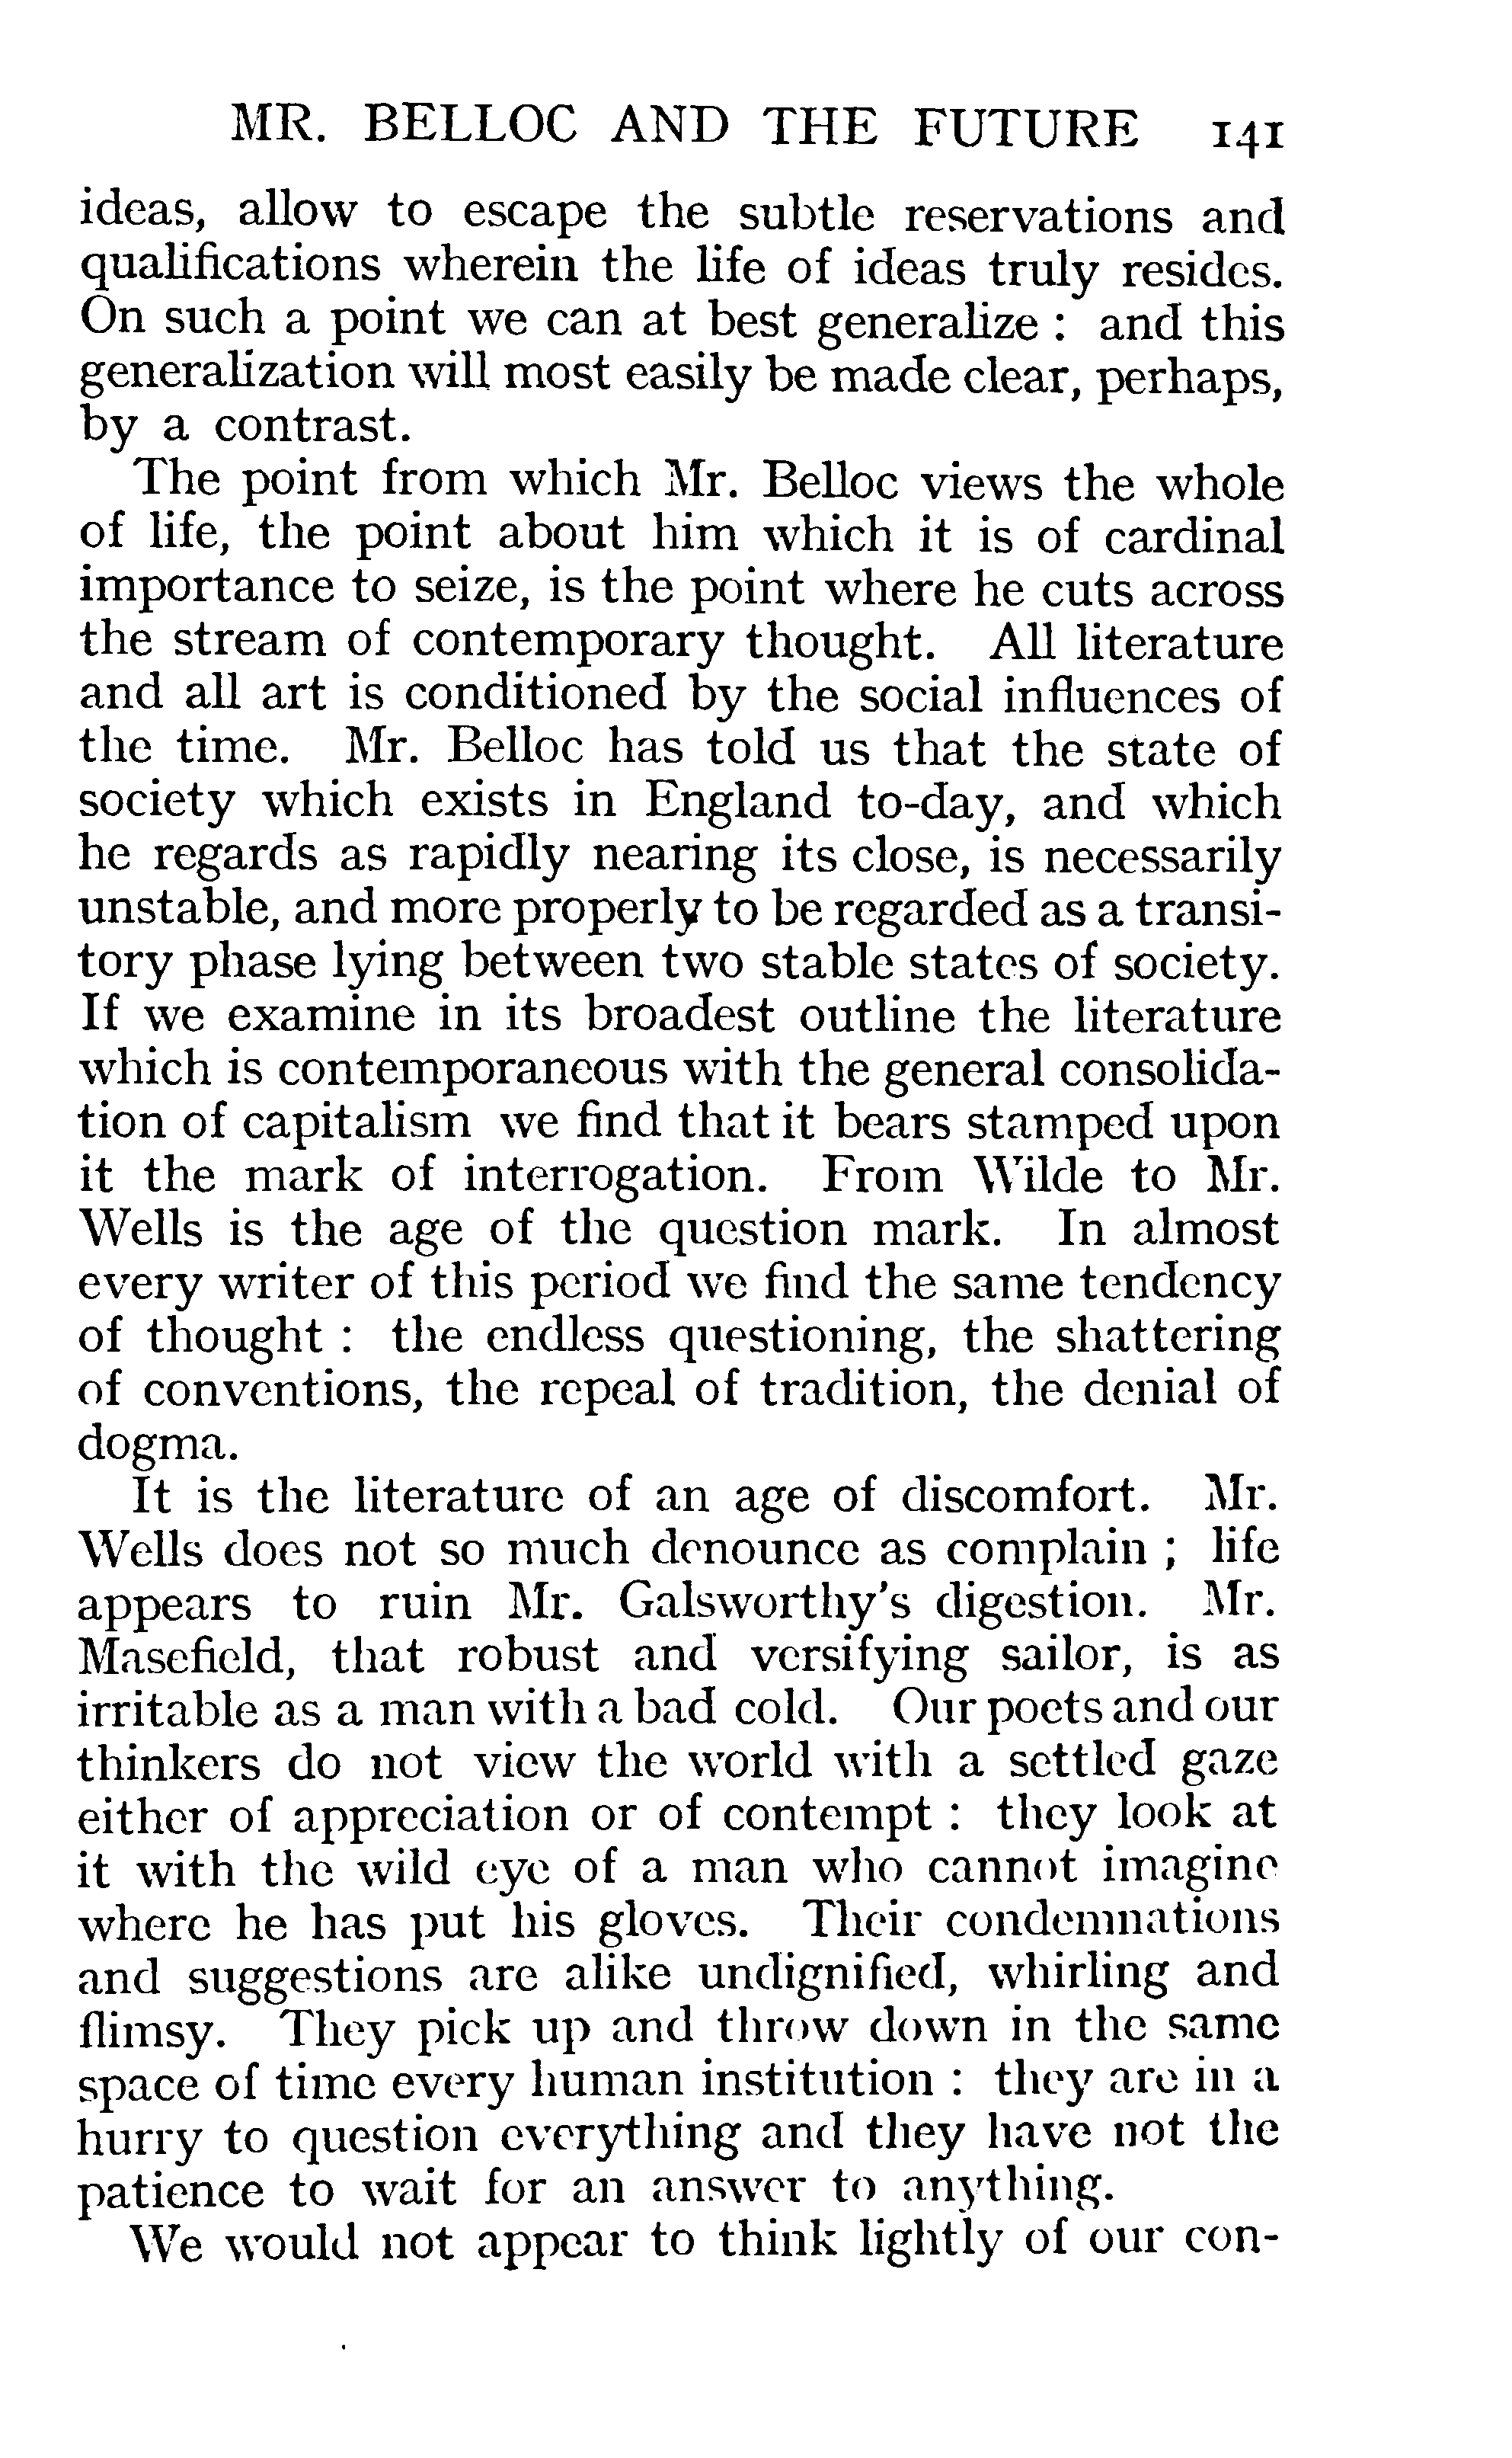 MR. BELLOC AND THE FUTURE 141
ideas, allow to escape the subtle reservations and
qualifications wherein the life of ideas truly resides.
On such a point we can at best generalize : and this
generalization will most easily be made clear, perhaps,
by a contrast.
The point from which Mr. Belloc views the whole
of life, the point about him which it is of cardinal
importance to seize, is the point where he cuts across
the stream of contemporary thought. All literature
and all art is conditioned by the social influences of
the time. Mr. Belloc has told us that the state of
society which exists in England to-day, and which
he regards as rapidly nearing its close, is necessarily
unstable, and more properly to be regarded as a transi-
tory phase lying between two stable states of society.
If we examine in its broadest outline the literature
which is contemporaneous with the general consolida-
tion of capitalism we find that it bears stamped upon
it the mark of interrogation. From Wilde to Mr.
Wells is the age of the question mark. In almost
every writer of this period we find the same tendency
of thought : the endless questioning, the shattering
of conventions, the repeal of tradition, the denial of
dogma.
It is the literature of an age of discomfort. Mr.
Wells does not so much denounce as complain ; life
appears to ruin Mr. Galsworthy's digestion. Mr.
Masefield, that robust and versifying sailor, is as
irritable as a man with a bad cold. Our poets and our
thinkers do not view the world with a settled gaze
either of appreciation or of contempt : they look at
it with the wild eye of a man who cannot imagine
where he has put his gloves. Their condemnations
and suggestions are alike undignified, whirling and
flimsy. They pick up and throw down in the same
space of time every human institution : they are in a
hurry to question everything and they have not the
patience to wait for an answer to anything.
We would not appear to think lightly of our con-